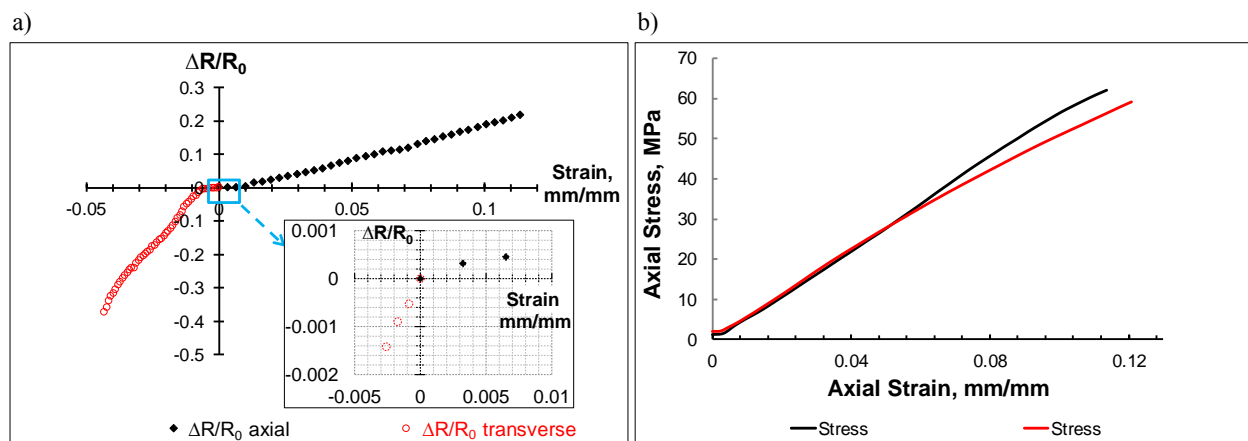 a)
ΔR/R0
0.3
0.2
0.1
0
-0.1
-0.2
-0.3
-0.4
-0.5
-0.05
0
0.05
0.1
Strain,
mm/mm
ΔR/R0
0.001
0
-0.001
-0.002
-0.005
0
0.005
0.01
Strain
mm/mm
ΔR/R0 axial
ΔR/R0 transverse
b)
Axial Stress, MPa
70
60
50
40
30
20
10
0
0
0.04
0.08
0.12
Axial Strain, mm/mm
Stress
Stress